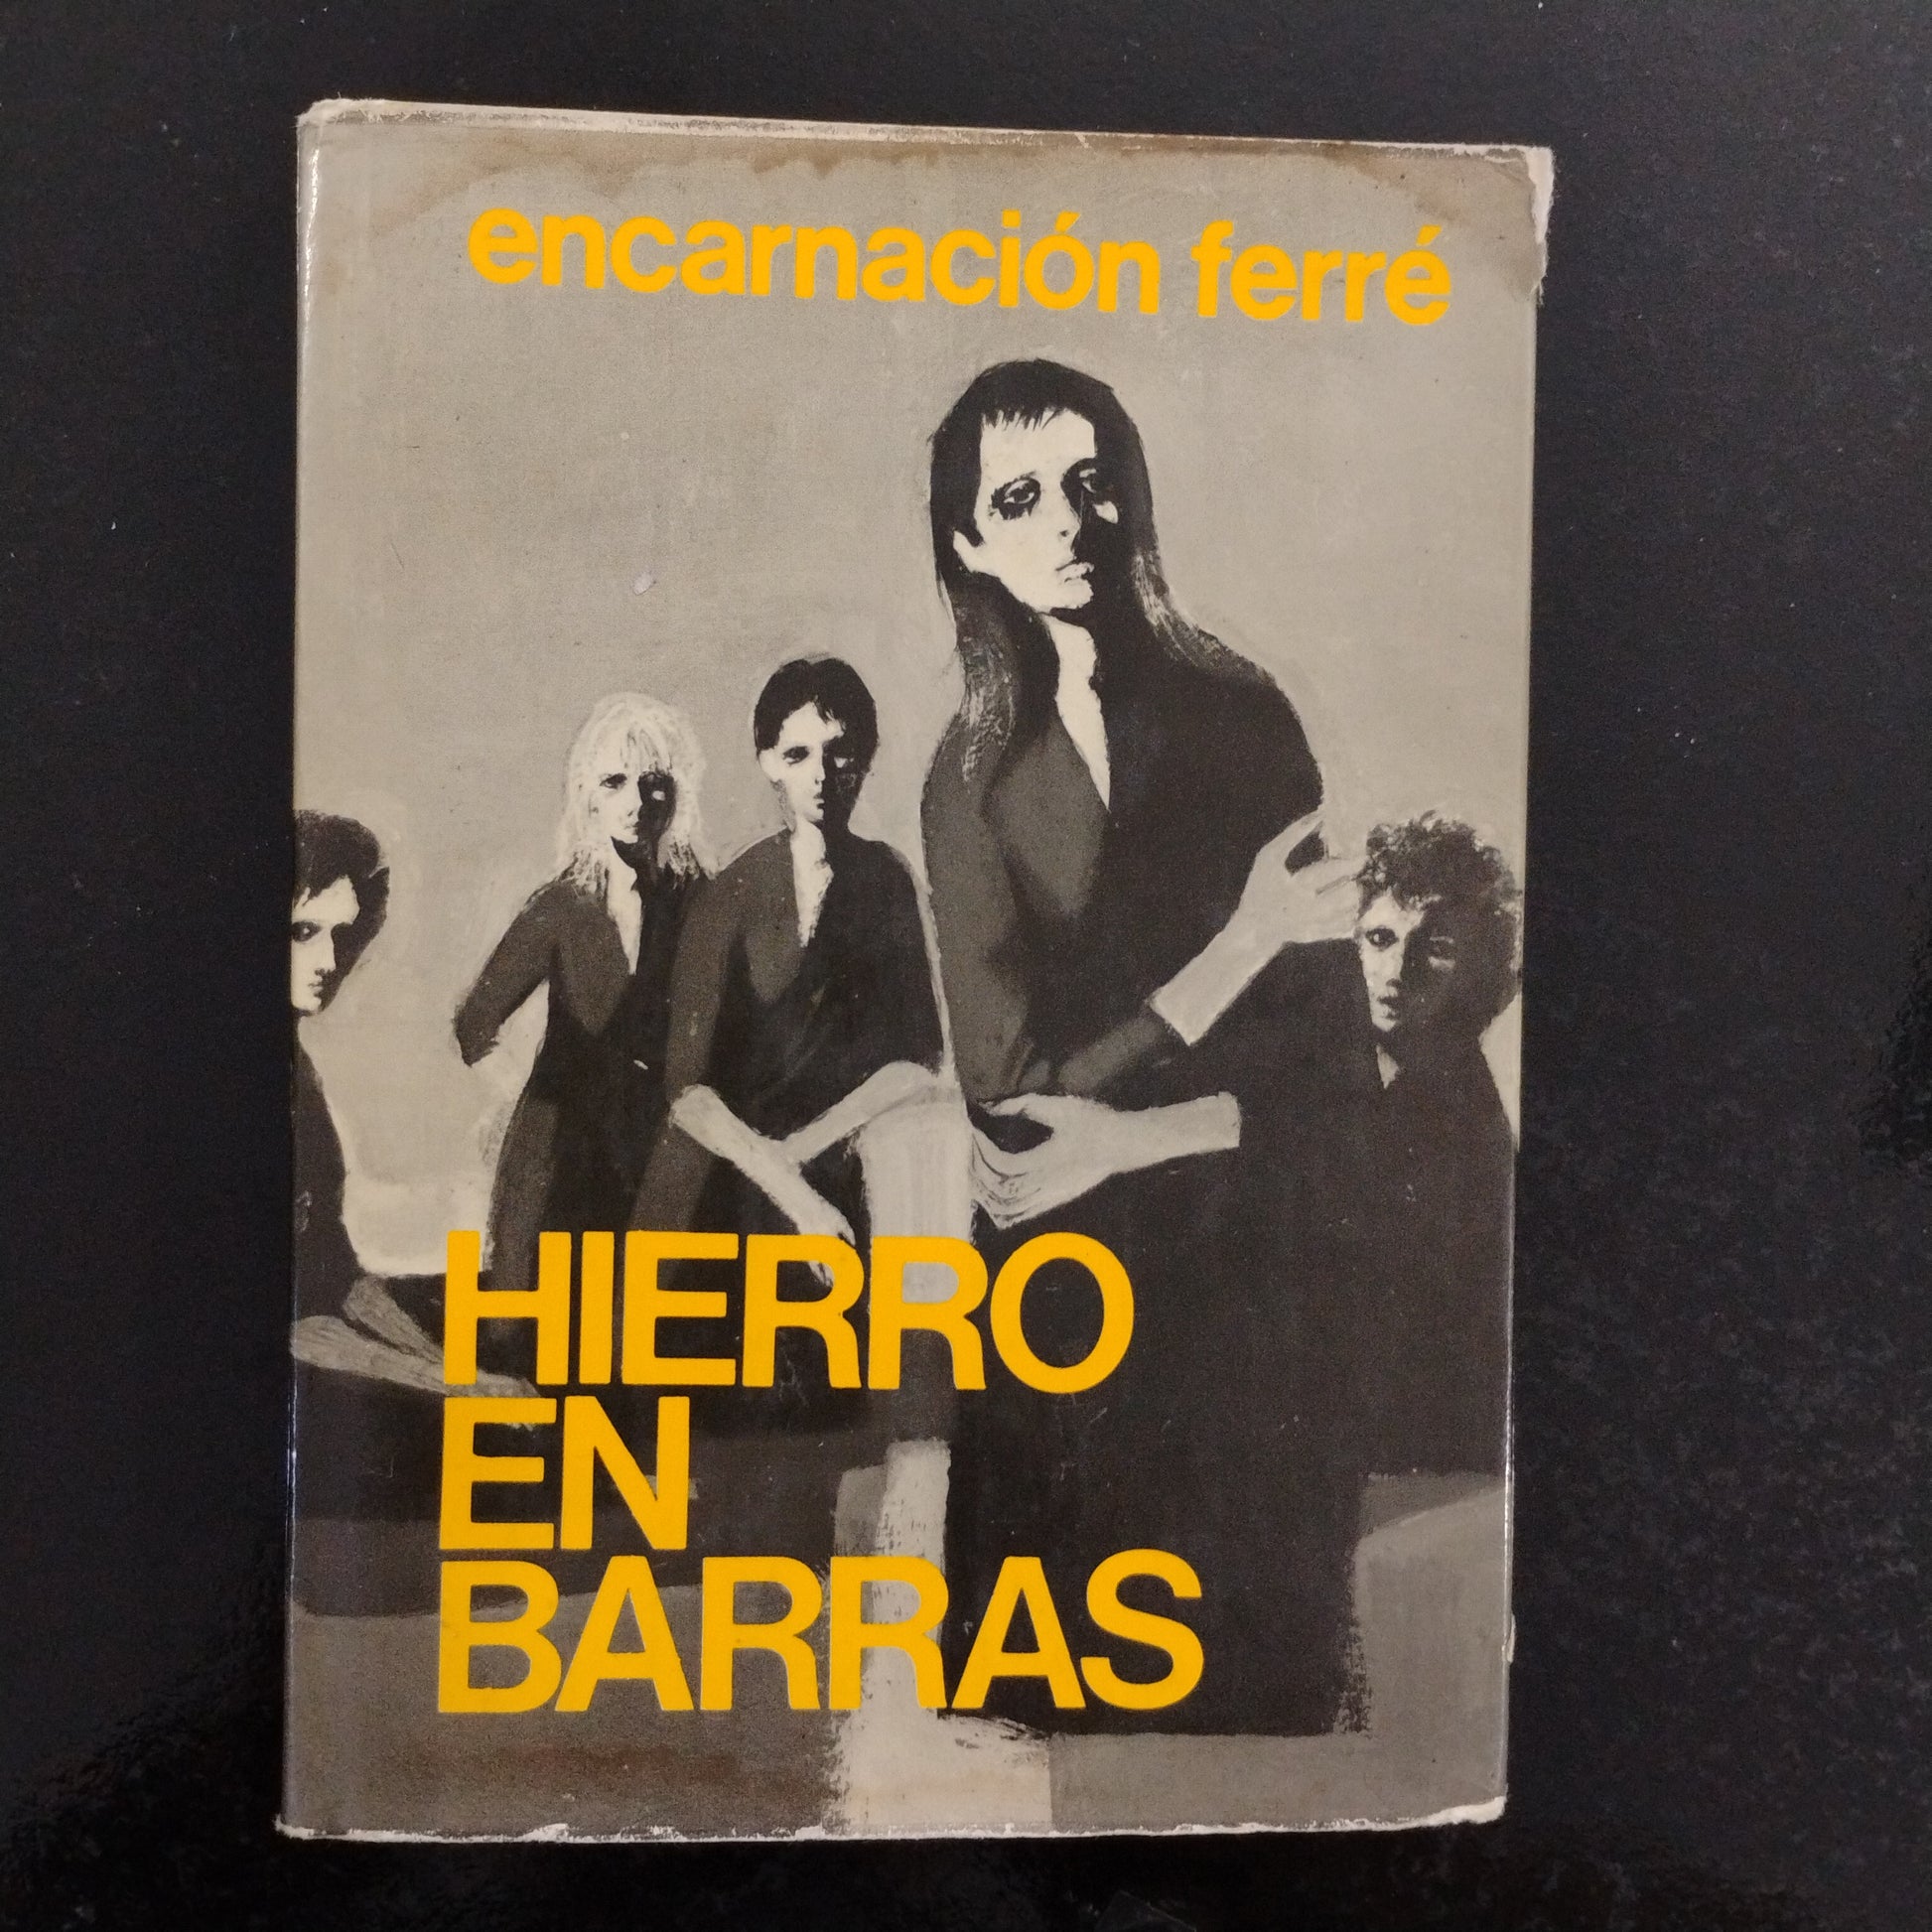 encarnación ferré
HIERRO
EN
BARRAS